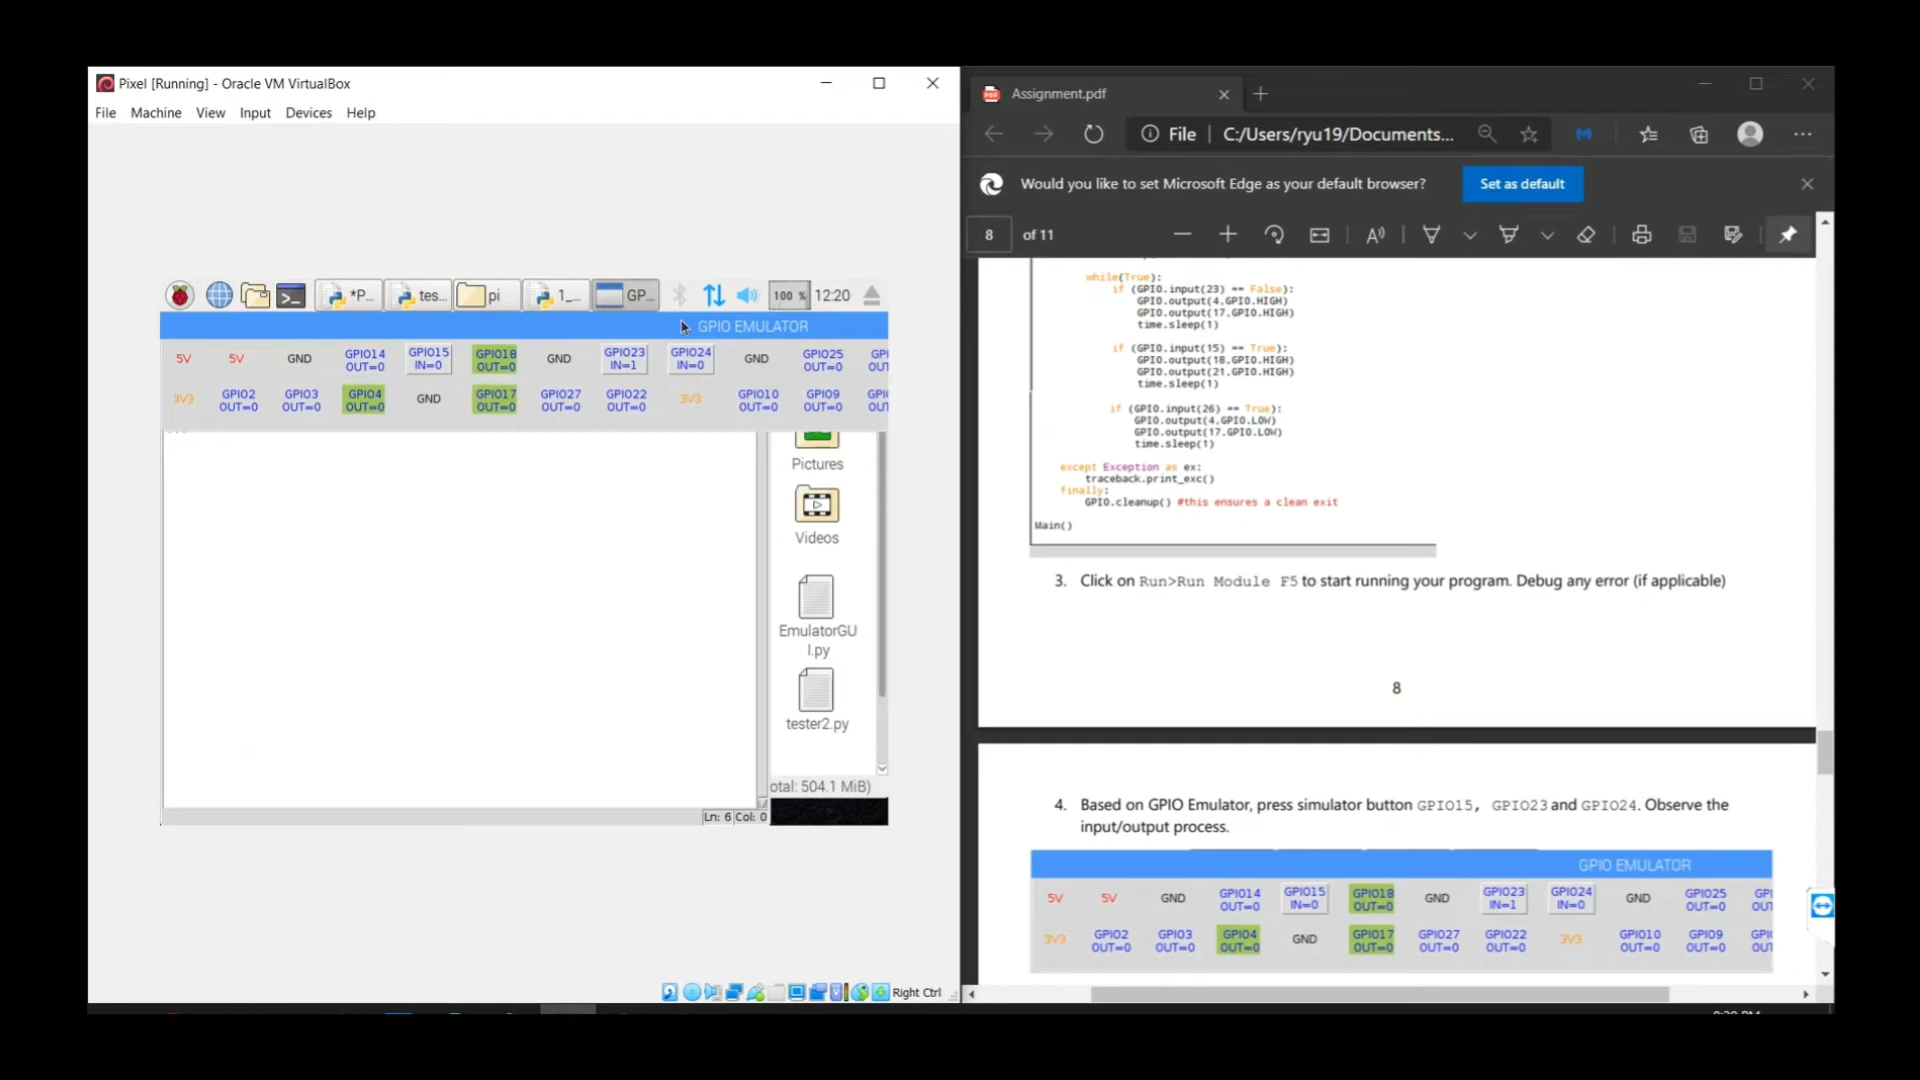 Pixel [Running] - Oracle VM VirtualBox
File Machine View Input Devices Help
*P...
tes...
pi
1_...
GP...
100 %
12:20
GPIO EMULATOR
5V 5V GND GPIO14 GPIO15 GPIO18 GND GPIO23 GPIO24 GND GPIO25 GPI
OUT=0 IN=0 OUT=0 IN=1 IN=0 OUT=0 OUT
3V3 GPIO2 GPIO3 GPIO4 GND GPIO17 GPIO27 GPIO22 3V3 GPIO10 GPIO9 GPI
OUT=0 OUT=0 OUT=0 OUT=0 OUT=0 OUT=0 OUT=0 OUT=0 OUT
Pictures
Videos
EmulatorGU
I.py
tester2.py
otal: 504.1 MiB)
Ln: 6 Col: 0
Right Ctrl
Assignment.pdf
File C:/Users/ryu19/Documents...
Would you like to set Microsoft Edge as your default browser?
Set as default
8 of 11
while(True):
if (GPIO.input(23) == False):
GPIO.output(4,GPIO.HIGH)
GPIO.output(17,GPIO.HIGH)
time.sleep(1)
if (GPIO.input(15) == True):
GPIO.output(18,GPIO.HIGH)
GPIO.output(21,GPIO.HIGH)
time.sleep(1)
if (GPIO.input(26) == True):
GPIO.output(4,GPIO.LOW)
GPIO.output(17,GPIO.LOW)
time.sleep(1)
except Exception as ex:
traceback.print_exc()
finally:
GPIO.cleanup() #this ensures a clean exit
Main()
3. Click on Run>Run Module F5 to start running your program. Debug any error (if applicable)
8
4. Based on GPIO Emulator, press simulator button GPIO15, GPIO23 and GPIO24. Observe the
input/output process.
GPIO EMULATOR
5V 5V GND GPIO14 GPIO15 GPIO18 GND GPIO23 GPIO24 GND GPIO25 GPI
OUT=0 IN=0 OUT=0 IN=1 IN=0 OUT=0 OUT
3V3 GPIO2 GPIO3 GPIO4 GND GPIO17 GPIO27 GPIO22 3V3 GPIO10 GPIO9 GPI
OUT=0 OUT=0 OUT=0 OUT=0 OUT=0 OUT=0 OUT=0 OUT=0 OUT